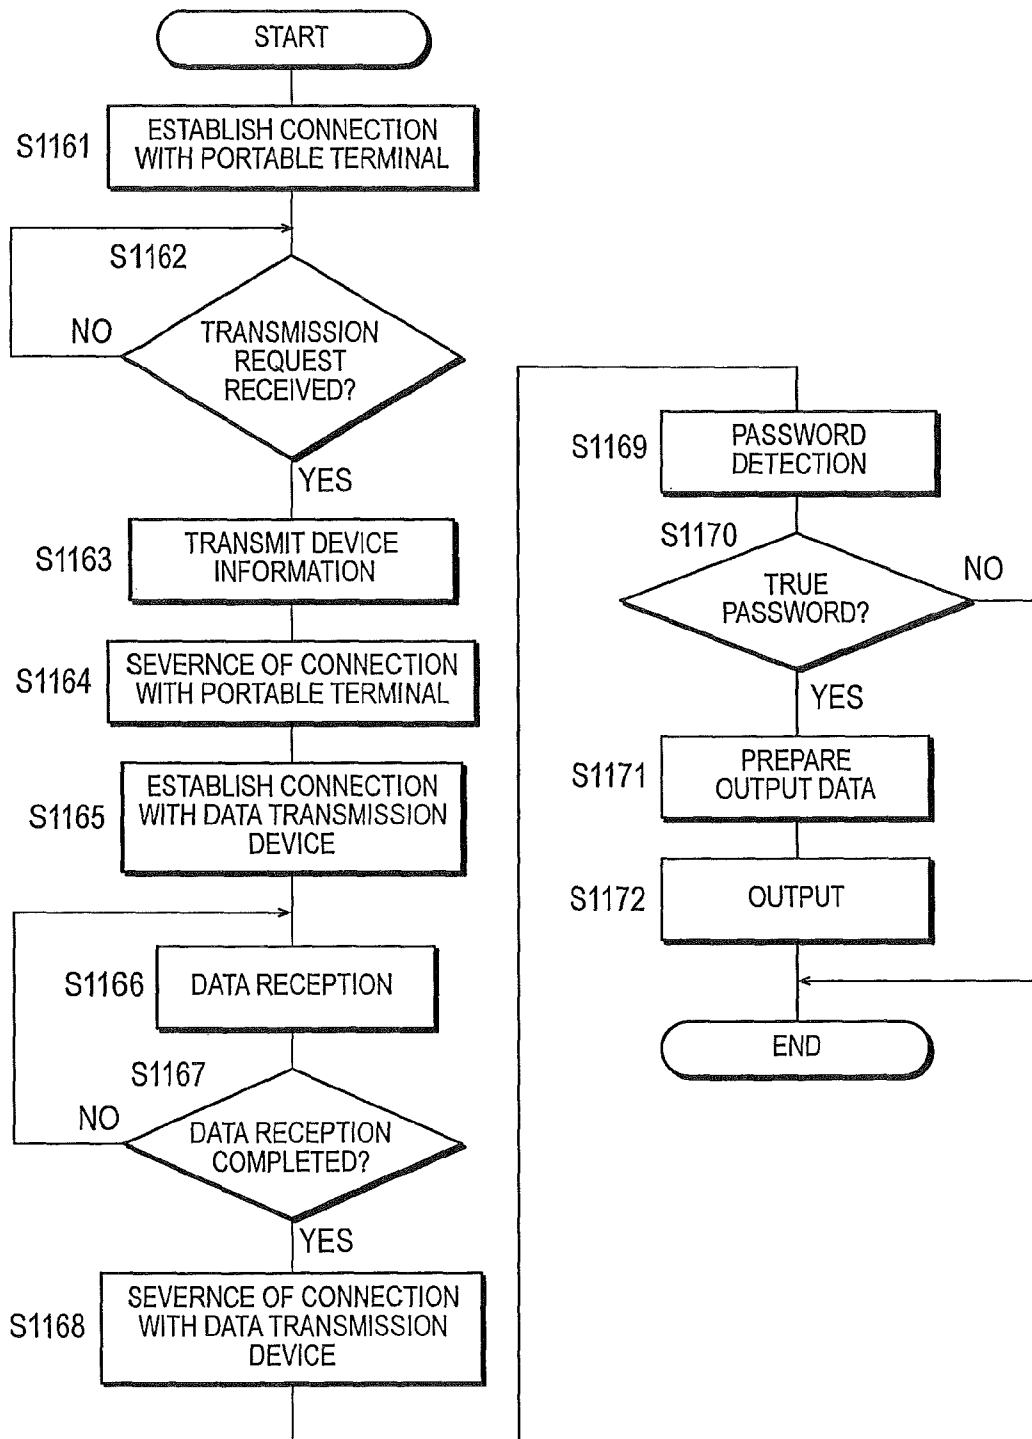 START
S1161
ESTABLISH CONNECTION
WITH PORTABLE TERMINAL
S1162
NO
TRANSMISSION
REQUEST
RECEIVED?
YES
S1163
TRANSMIT DEVICE
INFORMATION
S1164
SEVERNCE OF CONNECTION
WITH PORTABLE TERMINAL
S1165
ESTABLISH CONNECTION
WITH DATA TRANSMISSION
DEVICE
S1166
DATA RECEPTION
S1167
NO
DATA RECEPTION
COMPLETED?
YES
S1168
SEVERNCE OF CONNECTION
WITH DATA TRANSMISSION
DEVICE
S1169
PASSWORD
DETECTION
S1170
NO
TRUE
PASSWORD?
YES
S1171
PREPARE
OUTPUT DATA
S1172
OUTPUT
END